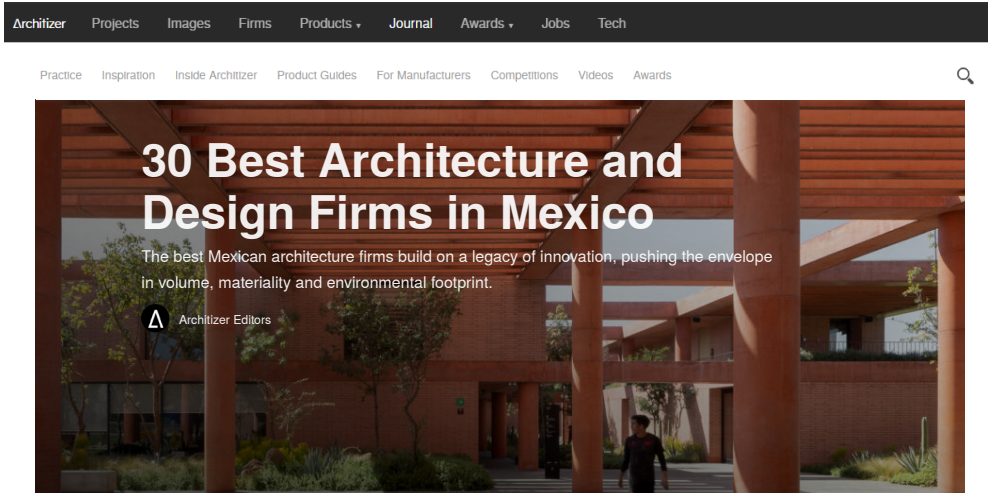 Architizer Projects Images Firms Products Journal Awards Jobs Tech
Practice Inspiration Inside Architizer Product Guides For Manufacturers Competitions Videos Awards
30 Best Architecture and
Design Firms in Mexico
The best Mexican architecture firms build on a legacy of innovation, pushing the envelope
in volume, materiality and environmental footprint.
Architizer Editors